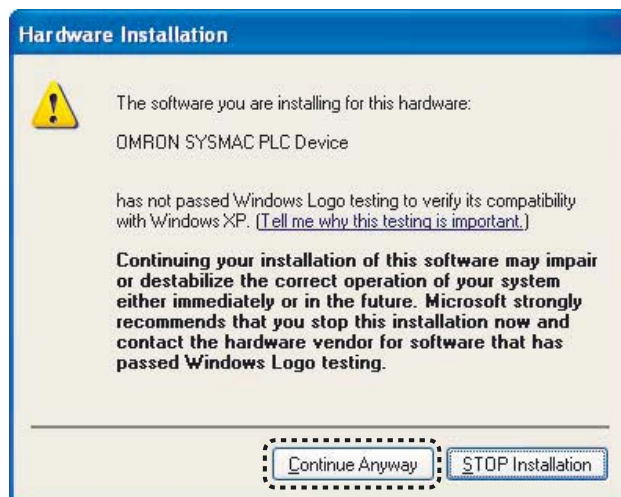 Hardware Installation
The software you are installing for this hardware:
OMRON SYSMAC PLC Device
has not passed Windows Logo testing to verify its compatibility
with Windows XP. (Tell me why this testing is important.)
Continuing your installation of this software may impair
or destabilize the correct operation of your system
either immediately or in the future. Microsoft strongly
recommends that you stop this installation now and
contact the hardware vendor for software that has
passed Windows Logo testing.
Continue Anyway
STOP Installation